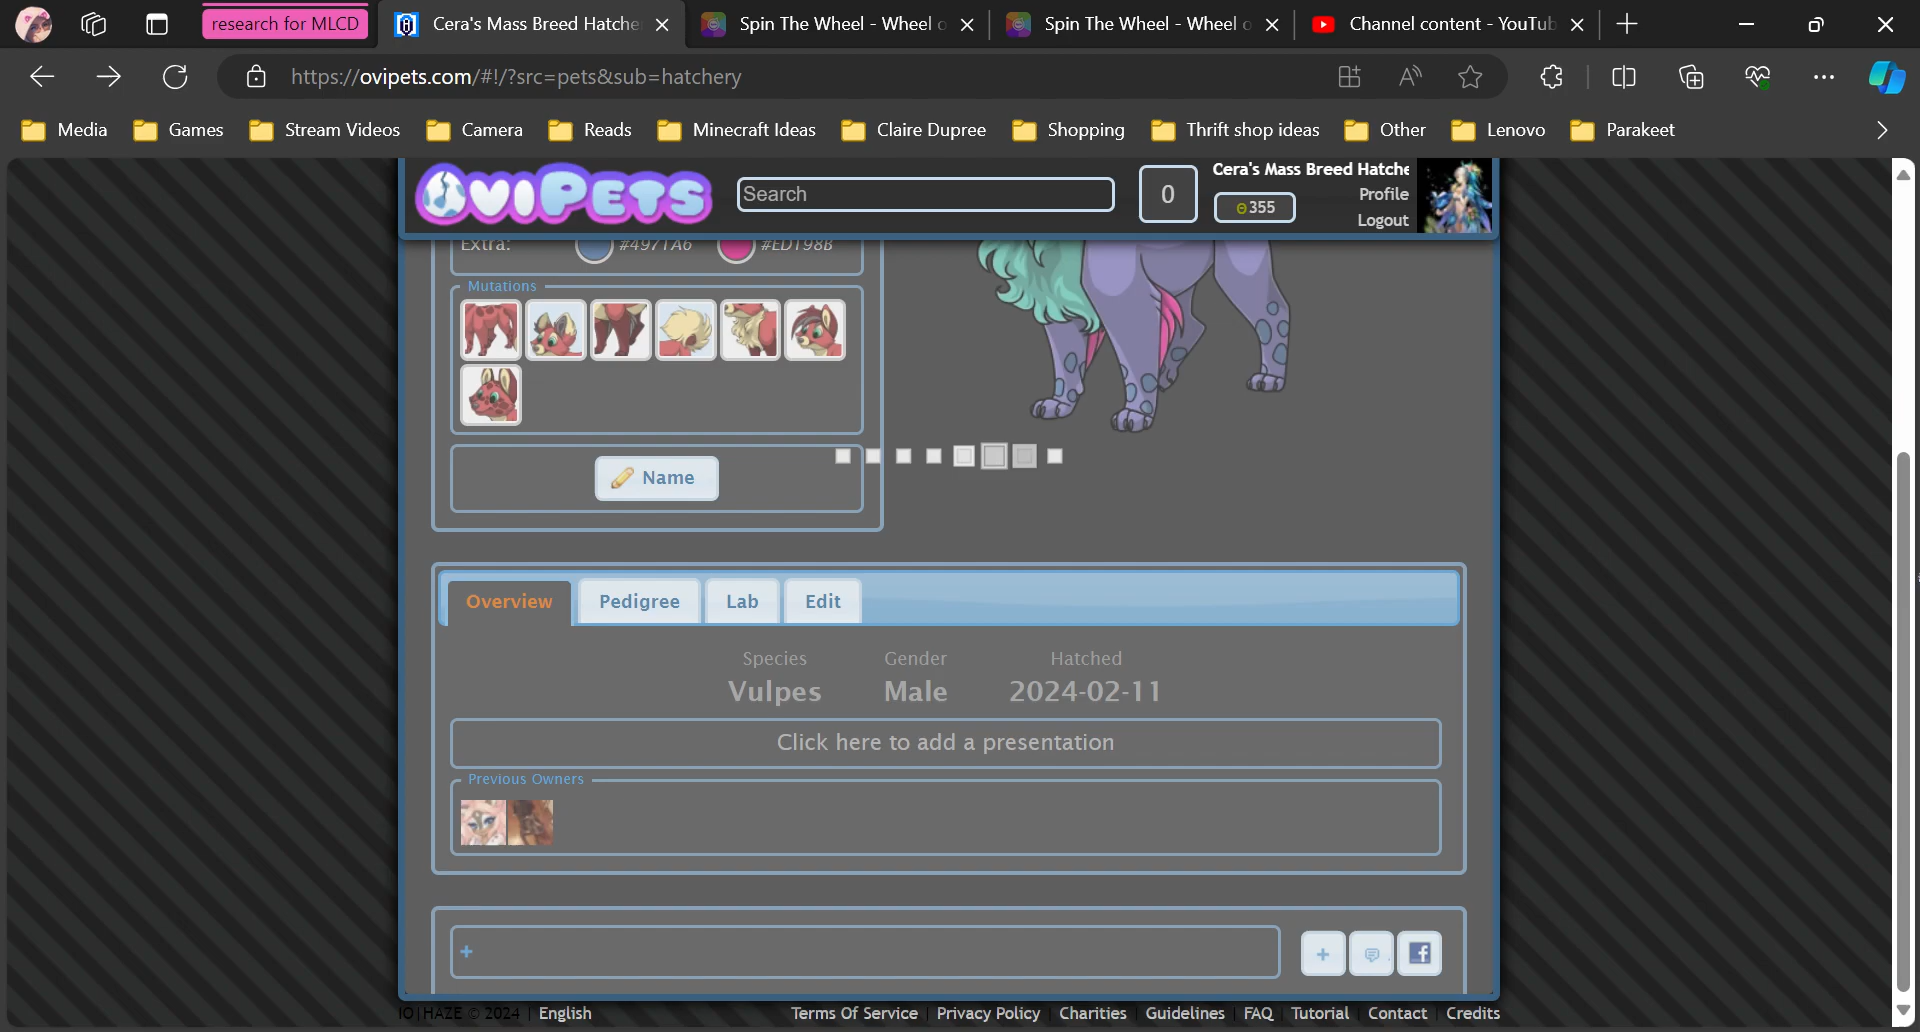 research for MLCD
Cera's Mass Breed Hatche
Spin The Wheel - Wheel o
Spin The Wheel - Wheel o
Channel content - YouTub
https://ovipets.com/#!/?src=pets&sub=hatchery
Media
Games
Stream Videos
Camera
Reads
Minecraft Ideas
Claire Dupree
Shopping
Thrift shop ideas
Other
Lenovo
Parakeet
OviPets
Search
0
Cera's Mass Breed Hatche
355
Profile
Logout
Extra:
#4971A6
#ED198B
Mutations
Name
Overview
Pedigree
Lab
Edit
Species
Gender
Hatched
Vulpes
Male
2024-02-11
Click here to add a presentation
Previous Owners
IO|HAZE © 2024
English
Terms Of Service
Privacy Policy
Charities
Guidelines
FAQ
Tutorial
Contact
Credits